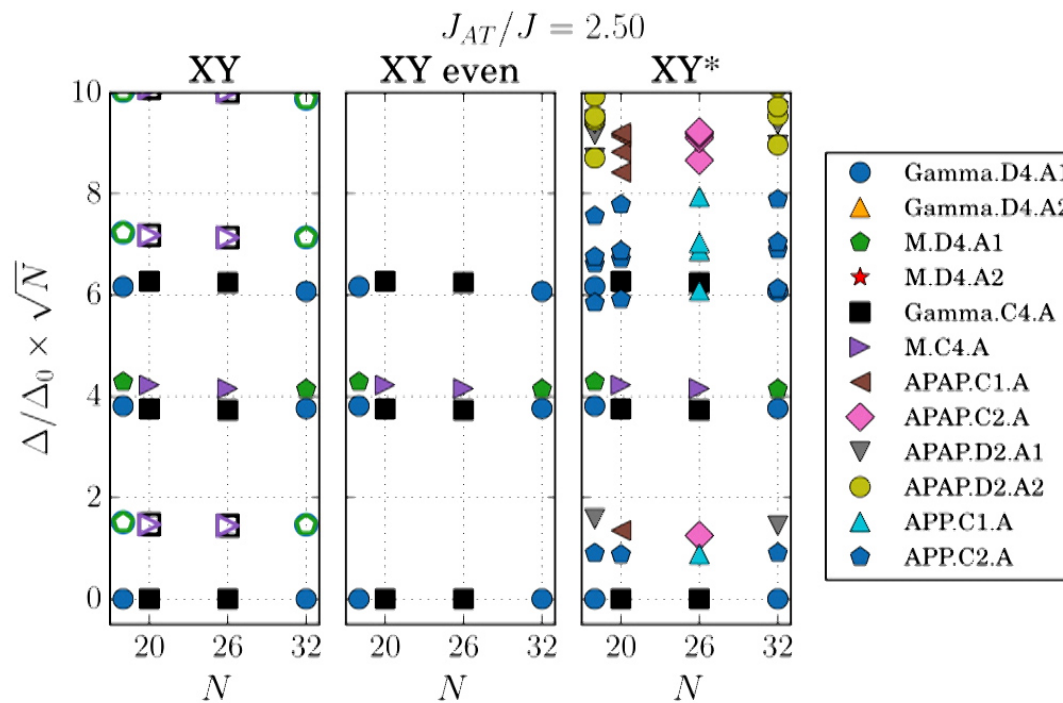 J_{AT}/J = 2.50
XY
XY even
XY*
Δ/Δ₀ × √N
10
8
6
4
2
0
20 26 32
20 26 32
20 26 32
N
N
N
Gamma.D4.A1
Gamma.D4.A2
M.D4.A1
M.D4.A2
Gamma.C4.A
M.C4.A
APAP.C1.A
APAP.C2.A
APAP.D2.A1
APAP.D2.A2
APP.C1.A
APP.C2.A